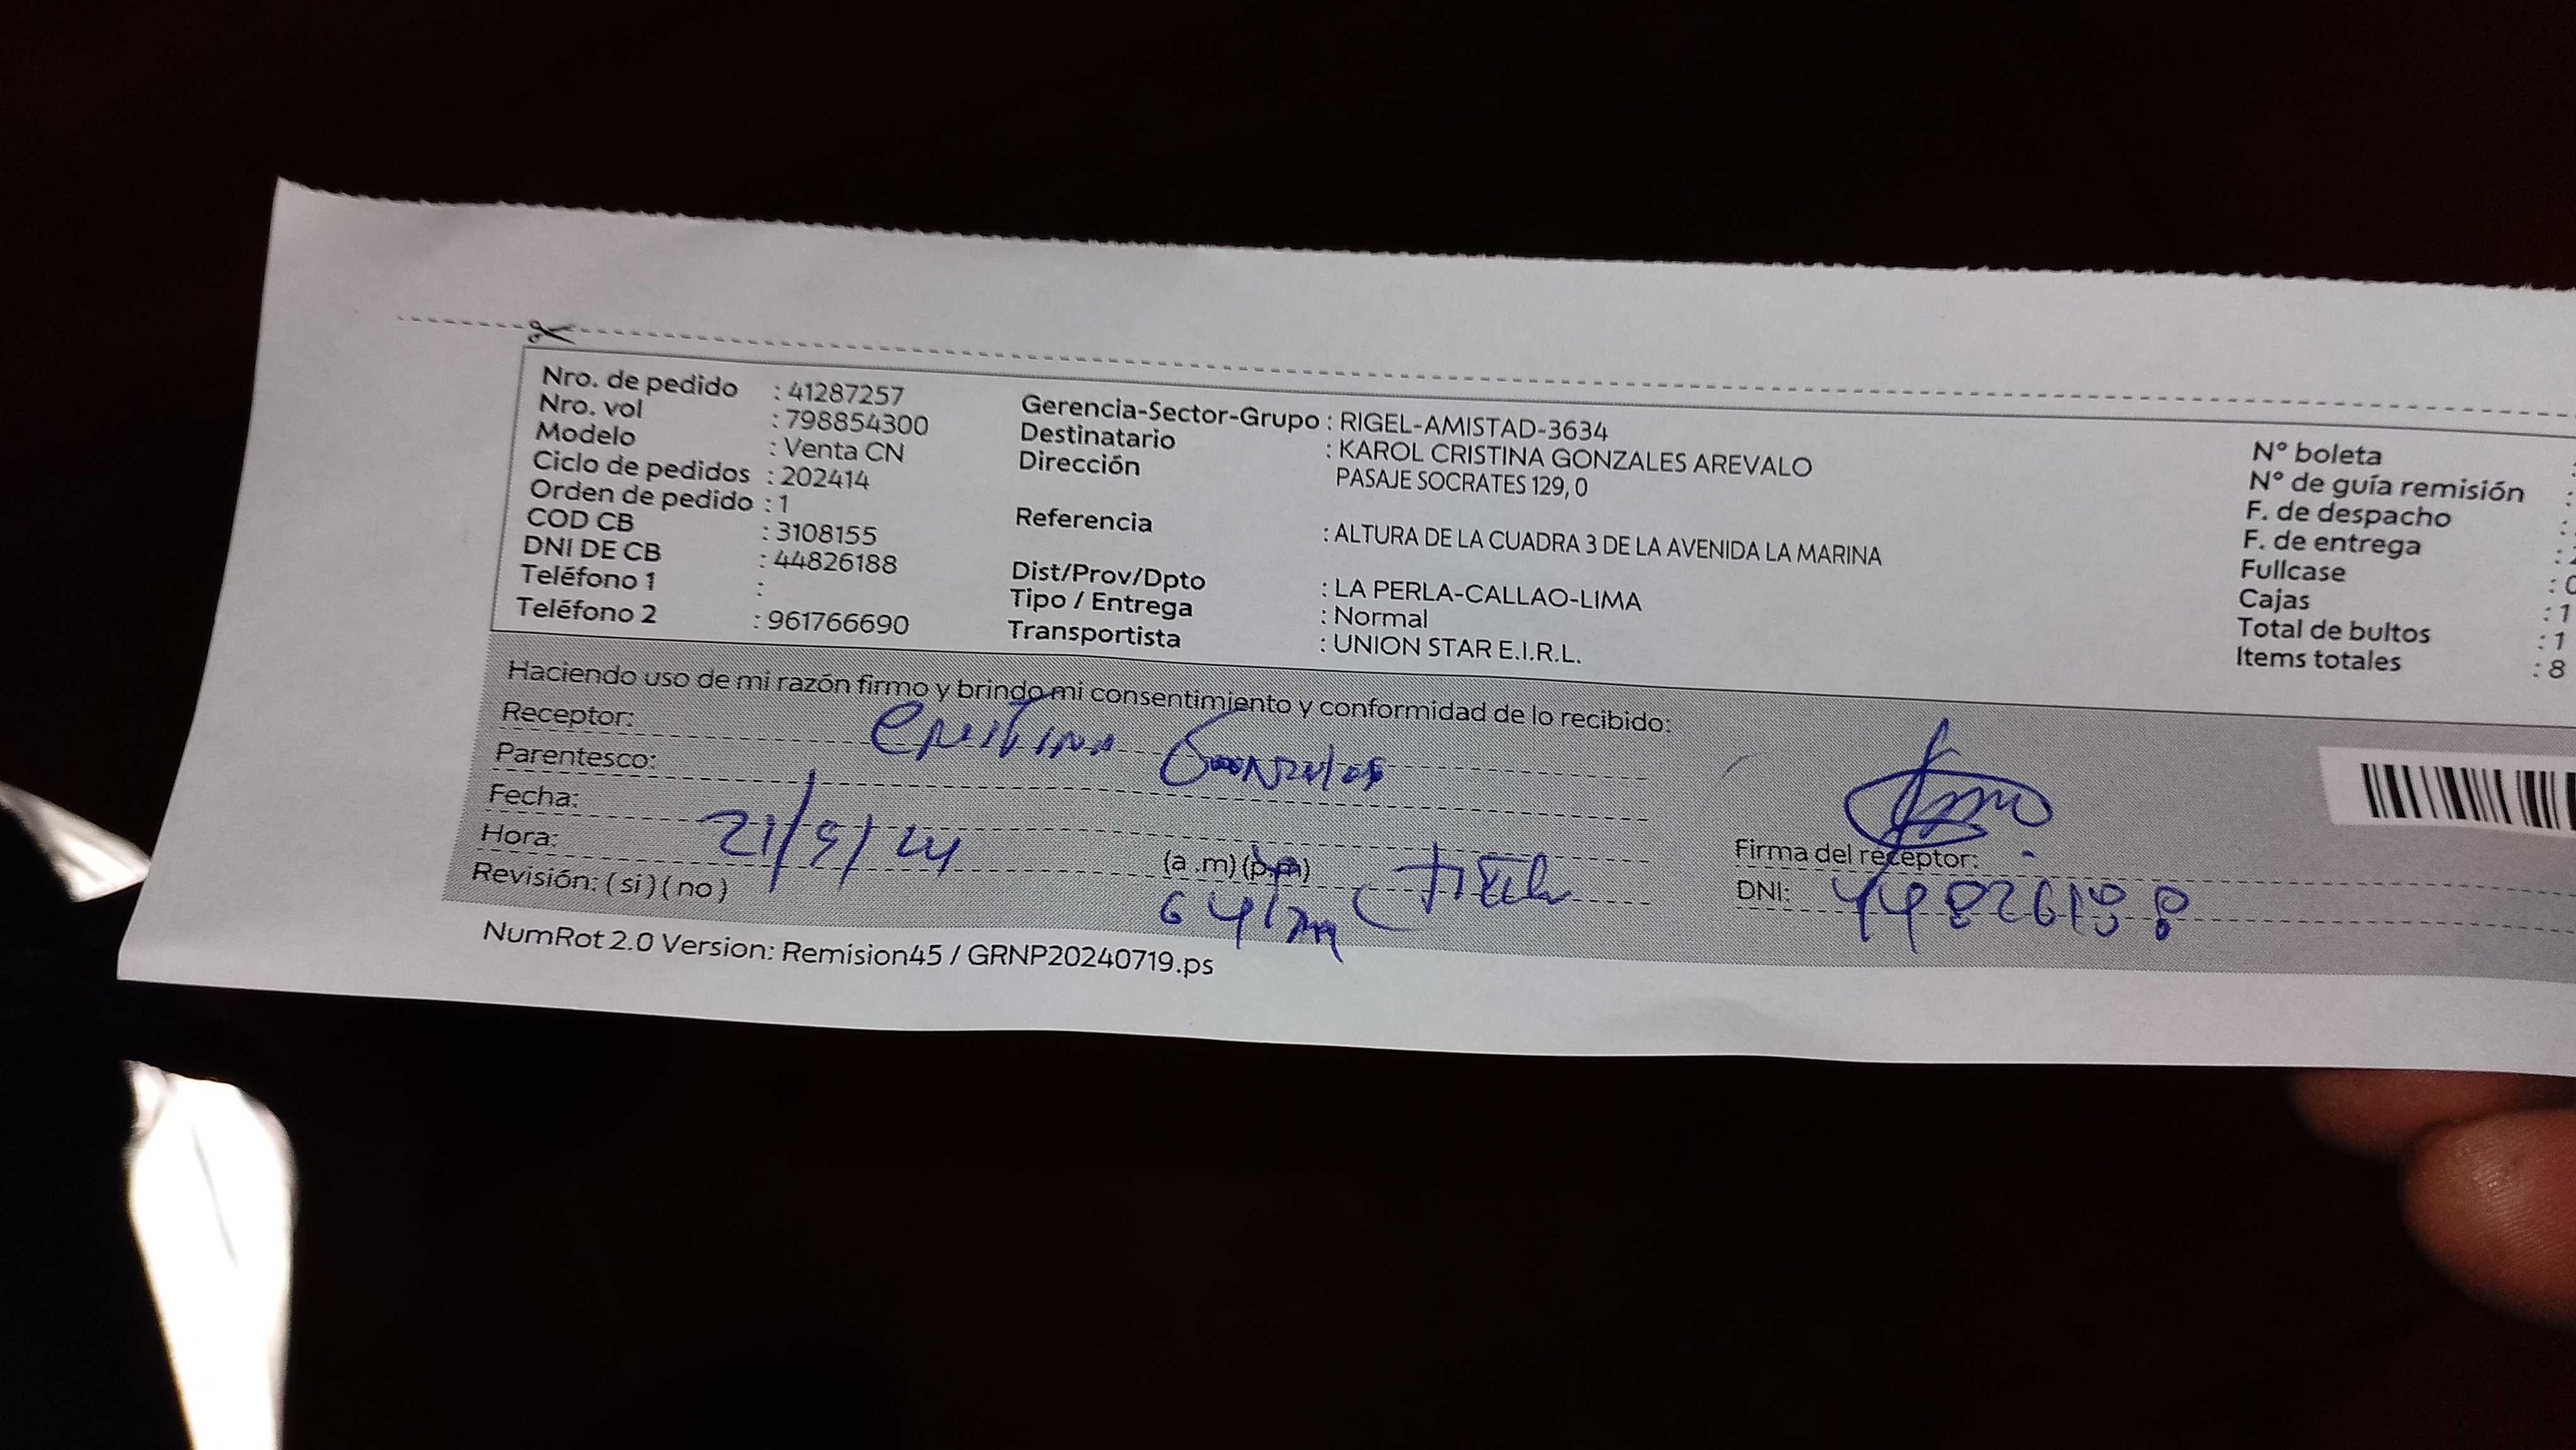 Nro. de pedido : 41287257
Nro. vol : 798854300
Modelo : Venta CN
Ciclo de pedidos : 202414
Orden de pedido : 1
COD CB : 3108155
DNI DE CB : 44826188
Teléfono 1 :
Teléfono 2 : 961766690
Gerencia-Sector-Grupo : RIGEL-AMISTAD-3634
Destinatario : KAROL CRISTINA GONZALES AREVALO
Dirección PASAJE SOCRATES 129, 0
Referencia : ALTURA DE LA CUADRA 3 DE LA AVENIDA LA MARINA
Dist/Prov/Dpto : LA PERLA-CALLAO-LIMA
Tipo / Entrega : Normal
Transportista : UNION STAR E.I.R.L.
N° boleta :
N° de guía remisión :
F. de despacho :
F. de entrega :
Fullcase : 0
Cajas : 1
Total de bultos : 1
Items totales : 8
Haciendo uso de mi razón firmo y brindo mi consentimiento y conformidad de lo recibido:
Receptor: Cristina Gonzales
Parentesco:
Fecha: 21/9/24
Hora: (a .m) (p.m)
Revisión: ( si ) ( no )
Firma del receptor:
DNI: 44826188
NumRot 2.0 Version: Remision45 / GRNP20240719.ps